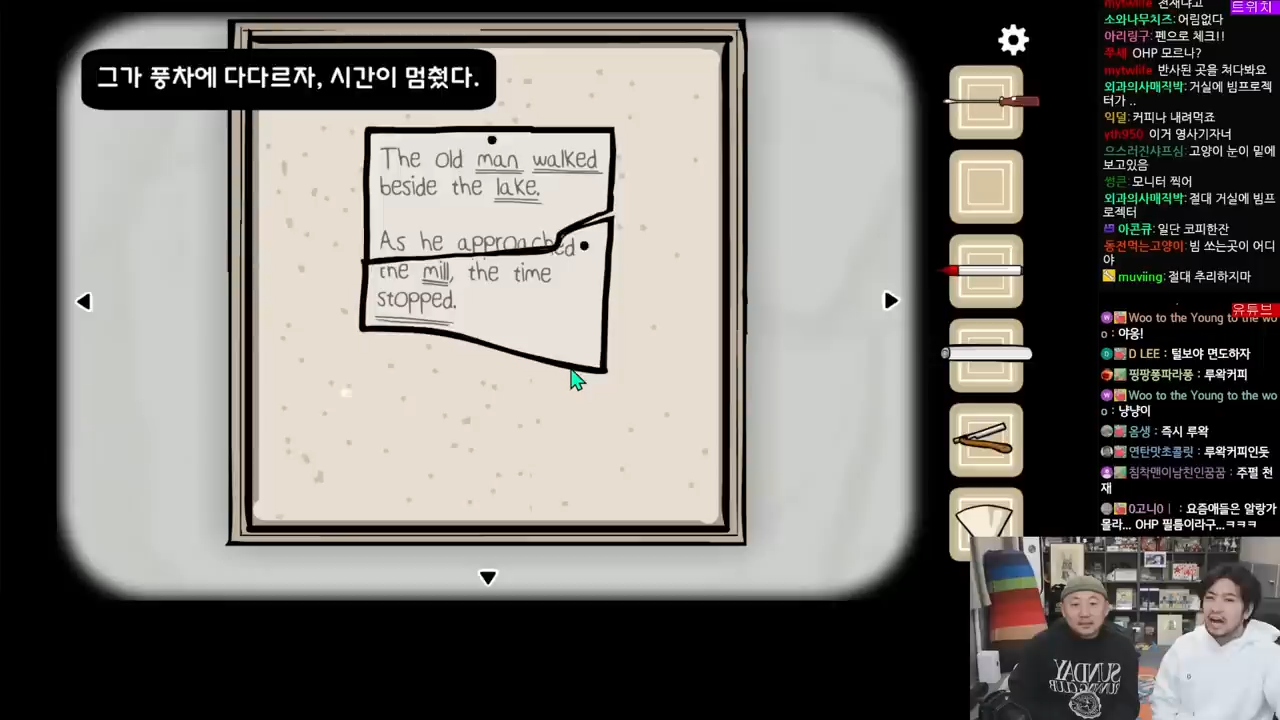 그가 풍차에 다다르자, 시간이 멈췄다.
The old man walked
beside the lake.
As he approached
the mill, the time
stopped.
트위치
소와나무치즈: 어림없다
아리링구: 펜으로 체크!!
쭈세: OHP 모르나?
mytwlife 반사된 곳을 쳐다봐요
외과의사매직박: 거실에 빔프로젝
터가 ..
익덜: 커피나 내려먹죠
yth950 이거 영사기자너
으스러진샤프심: 고양이 눈이 밑에
보고있음
썽큰: 모니터 찍어
외과의사매직박: 절대 거실에 빔프
로젝터
아콘큐: 일단 코피한잔
동전먹는고양이: 빔 쏘는곳이 어디
야
muviing: 절대 추리하지마
유튜브
Woo to the Young to the wo
o : 야옹!
D LEE : 털보야 면도하자
핑팡퐁파라퐁 : 루왁커피
Woo to the Young to the wo
o : 냥냥이
옴생 : 즉시 루왁
면탄맛초콜릿 : 루왁커피인듯
침착맨이남친인꿈꿈 : 주펄 천
재
0고니0ㅣ : 요즘애들은 알랑가
몰라... OHP 필름이라구...ㅋㅋㅋ
SUNDAY
RUNNING CLUB